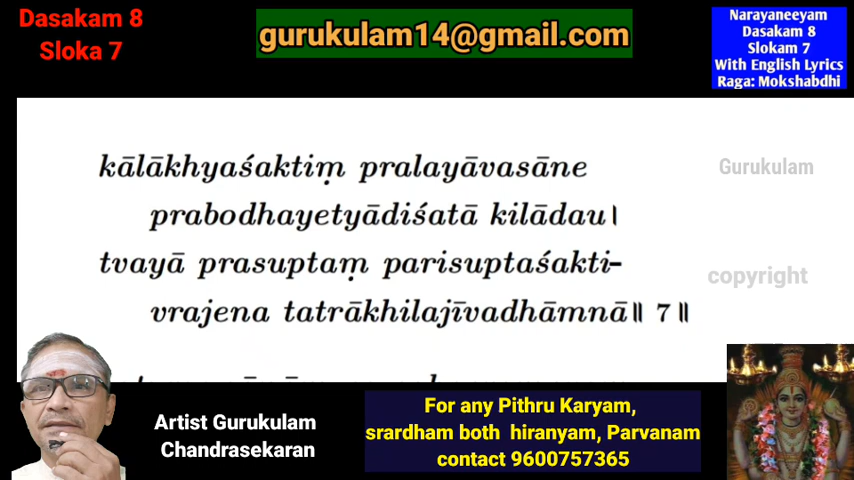 Dasakam 8
Sloka 7
gurukulam14@gmail.com
Narayaneeyam
Dasakam 8
Slokam 7
With English Lyrics
Raga: Mokshabdhi
kālākhyaśaktiṃ pralayāvasāne
prabodhayetyādiśatā kilādau।
tvayā prasuptaṃ parisuptaśakti-
vrajena tatrākhilajīvadhāmnā॥ 7॥
Gurukulam
copyright
Artist Gurukulam
Chandrasekaran
For any Pithru Karyam,
srardham both hiranyam, Parvanam
contact 9600757365